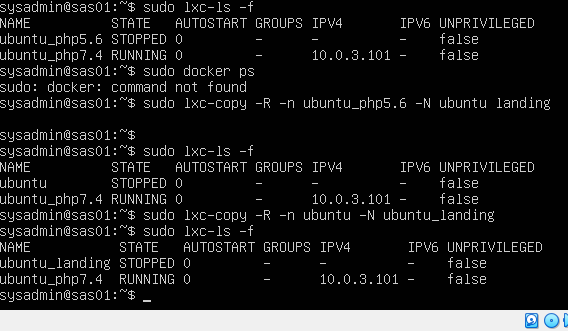 sysadmin@sas01:~$ sudo lxc-ls -f
NAME          STATE   AUTOSTART GROUPS IPV4       IPV6 UNPRIVILEGED
ubuntu_php5.6 STOPPED 0         -      -          -    false
ubuntu_php7.4 RUNNING 0         -      10.0.3.101 -    false
sysadmin@sas01:~$ sudo docker ps
sudo: docker: command not found
sysadmin@sas01:~$ sudo lxc-copy -R -n ubuntu_php5.6 -N ubuntu landing
sysadmin@sas01:~$
sysadmin@sas01:~$ sudo lxc-ls -f
NAME          STATE   AUTOSTART GROUPS IPV4       IPV6 UNPRIVILEGED
ubuntu        STOPPED 0         -      -          -    false
ubuntu_php7.4 RUNNING 0         -      10.0.3.101 -    false
sysadmin@sas01:~$ sudo lxc-copy -R -n ubuntu -N ubuntu_landing
sysadmin@sas01:~$ sudo lxc-ls -f
NAME           STATE   AUTOSTART GROUPS IPV4       IPV6 UNPRIVILEGED
ubuntu_landing STOPPED 0         -      -          -    false
ubuntu_php7.4  RUNNING 0         -      10.0.3.101 -    false
sysadmin@sas01:~$ _